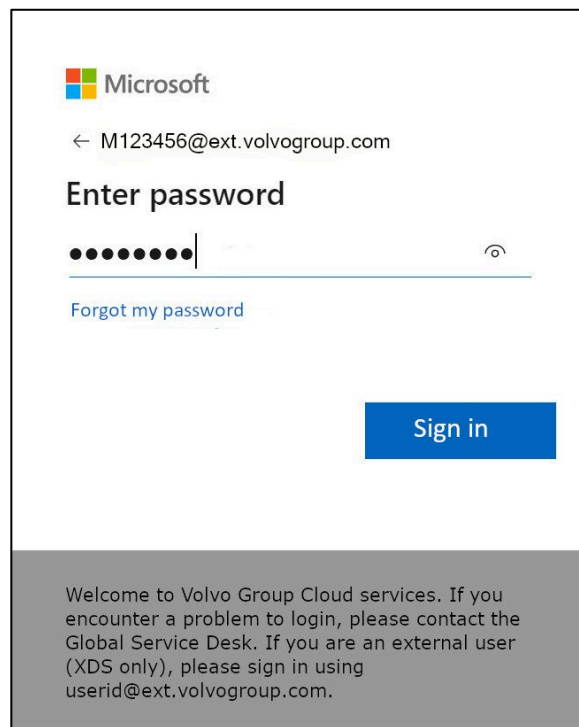 Microsoft
← M123456@ext.volvogroup.com
Enter password
●●●●●●●●
Forgot my password
Sign in
Welcome to Volvo Group Cloud services. If you
encounter a problem to login, please contact the
Global Service Desk. If you are an external user
(XDS only), please sign in using
userid@ext.volvogroup.com.